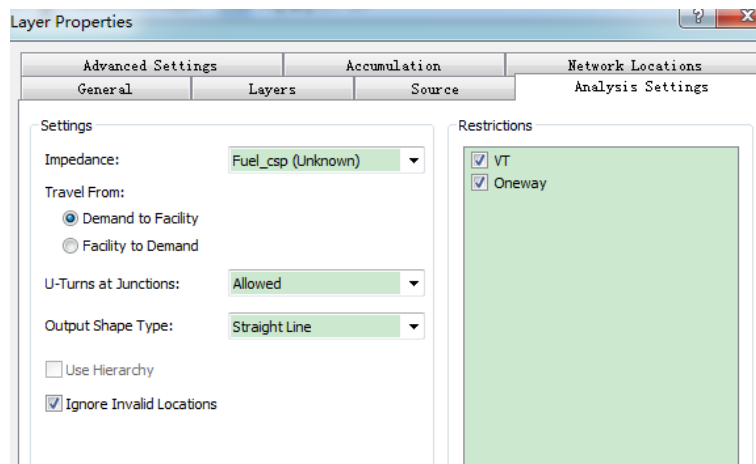 Layer Properties
Advanced Settings
Accumulation
Network Locations
General
Layers
Source
Analysis Settings
Settings
Impedance:
Fuel_csp (Unknown)
Travel From:
Demand to Facility
Facility to Demand
U-Turns at Junctions:
Allowed
Output Shape Type:
Straight Line
Use Hierarchy
Ignore Invalid Locations
Restrictions
VT
Oneway